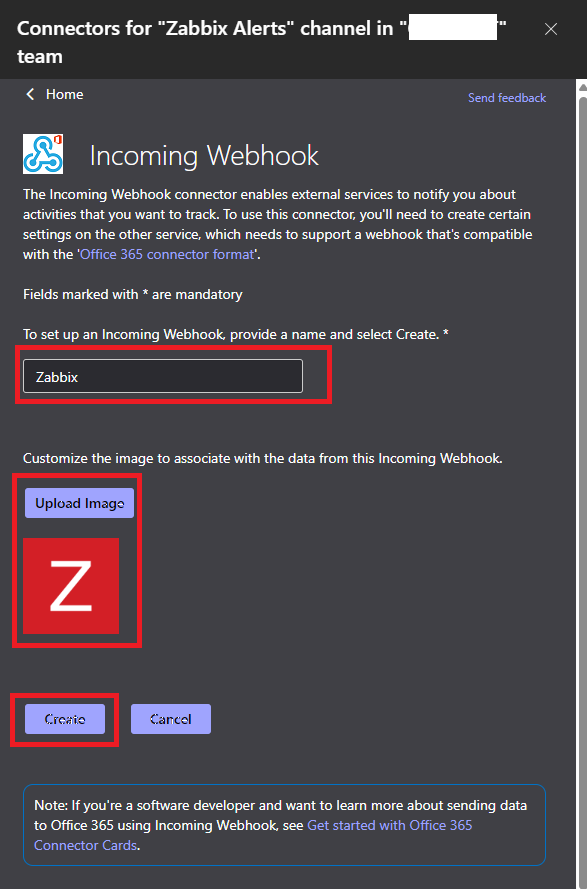 Connectors for "Zabbix Alerts" channel in " "
team
Home
Send feedback
Incoming Webhook
The Incoming Webhook connector enables external services to notify you about
activities that you want to track. To use this connector, you'll need to create certain
settings on the other service, which needs to support a webhook that's compatible
with the 'Office 365 connector format'.
Fields marked with * are mandatory
To set up an Incoming Webhook, provide a name and select Create. *
Zabbix
Customize the image to associate with the data from this Incoming Webhook.
Upload Image
Z
Create
Cancel
Note: If you're a software developer and want to learn more about sending data
to Office 365 using Incoming Webhook, see Get started with Office 365
Connector Cards.